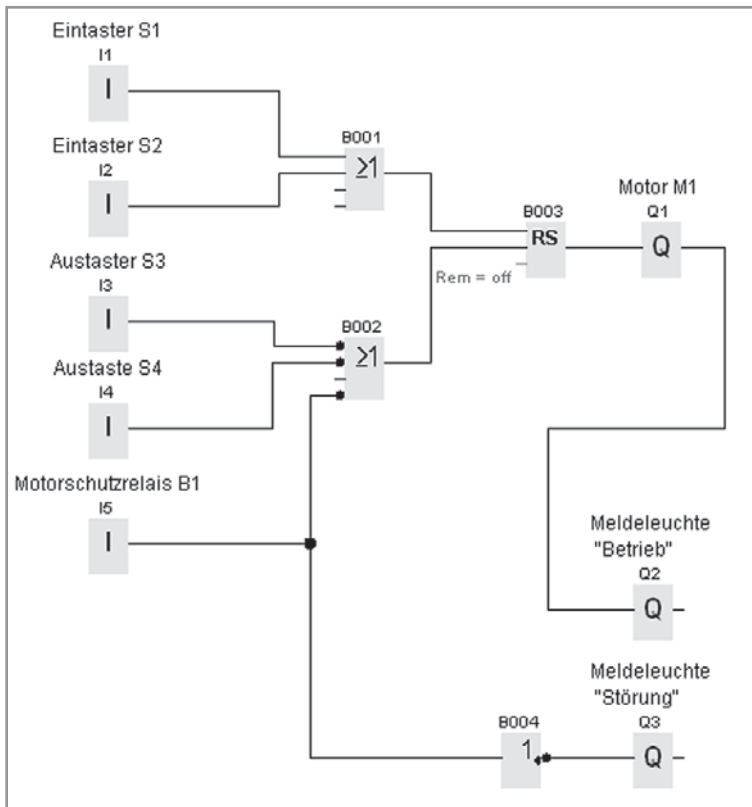 Eintaster S1
I1
I
Eintaster S2
I2
I
B001
≥1
Austaster S3
I3
I
Austaste S4
I4
I
B002
≥1
B003
RS
Rem = off
Motor M1
Q1
Q
Motorschutzrelais B1
I5
I
Meldeleuchte
"Betrieb"
Q2
Q
Meldeleuchte
"Störung"
Q3
Q
B004
1